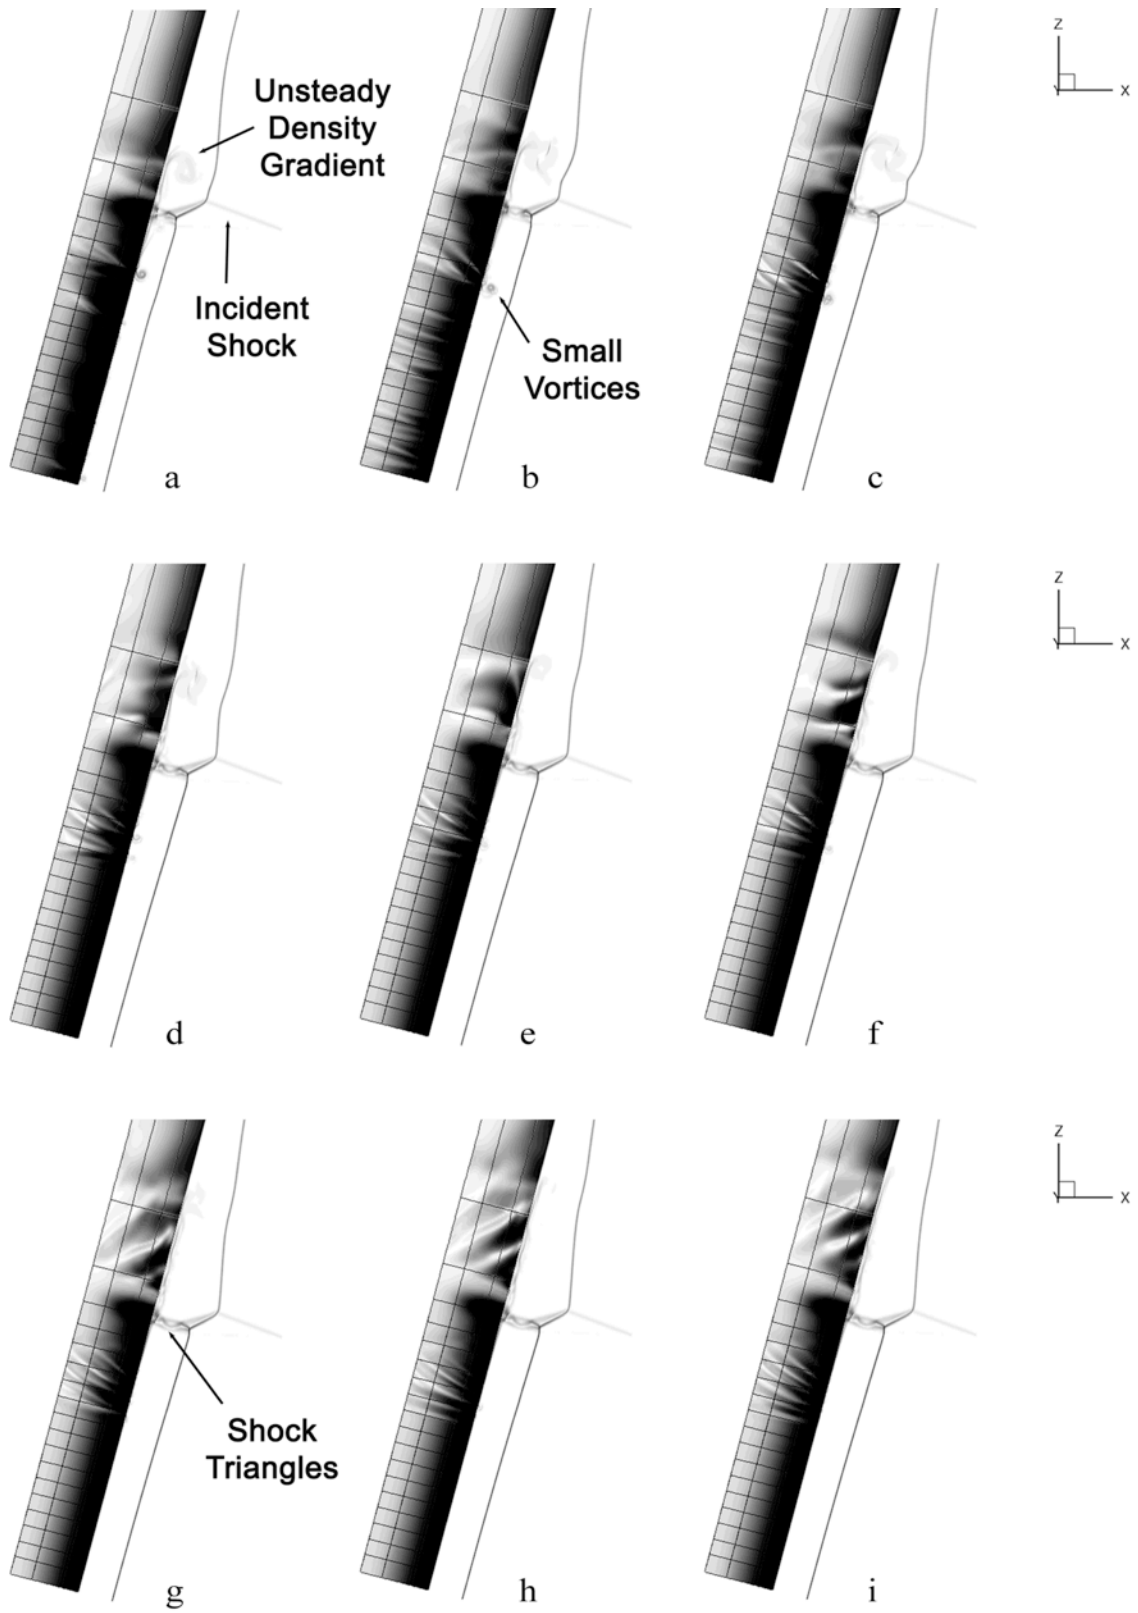 Z
Y X
Unsteady
Density
Gradient
Incident
Shock
Small
Vortices
a
b
c
Z
Y X
d
e
f
Z
Y X
Shock
Triangles
g
h
i